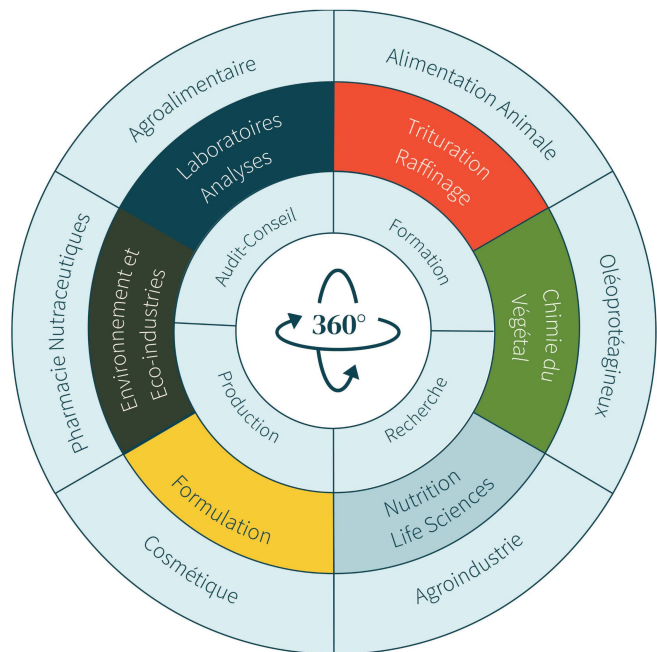 Agroalimentaire
Alimentation Animale
Oléoprotéagineux
Agroindustrie
Cosmétique
Pharmacie Nutraceutiques
Laboratoires
Analyses
Trituration
Raffinage
Chimie du
Végétal
Nutrition
Life Sciences
Formulation
Environnement et
Eco-industries
Audit-Conseil
Formation
Recherche
Production
360°